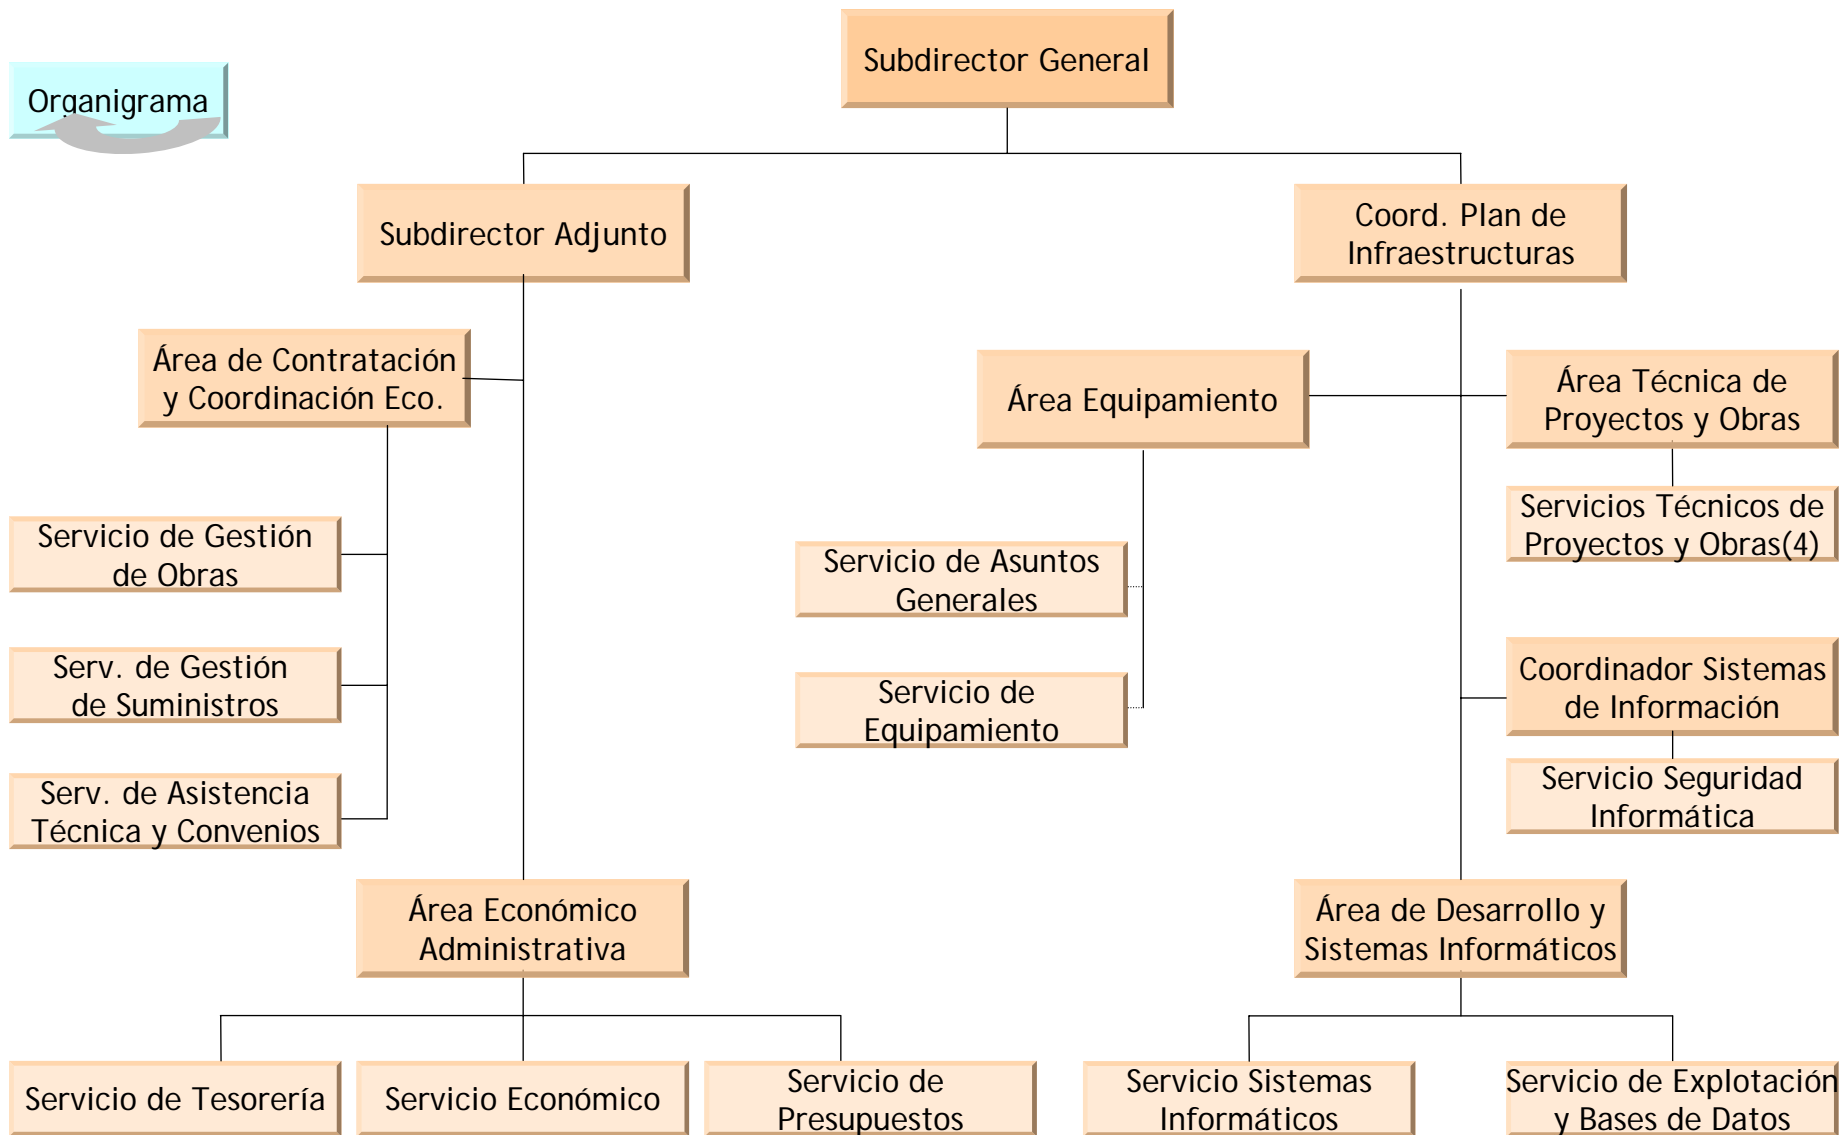 Subdirector General
Organigrama
Subdirector Adjunto
Coord. Plan de
Infraestructuras
Área de Contratación
y Coordinación Eco.
Área Equipamiento
Área Técnica de
Proyectos y Obras
Servicio de Gestión
de Obras
Servicio de Asuntos
Generales
Servicios Técnicos de
Proyectos y Obras(4)
Serv. de Gestión
de Suministros
Servicio de
Equipamiento
Coordinador Sistemas
de Información
Serv. de Asistencia
Técnica y Convenios
Servicio Seguridad
Informática
Área Económico
Administrativa
Área de Desarrollo y
Sistemas Informáticos
Servicio de Tesorería
Servicio Económico
Servicio de
Presupuestos
Servicio Sistemas
Informáticos
Servicio de Explotación
y Bases de Datos